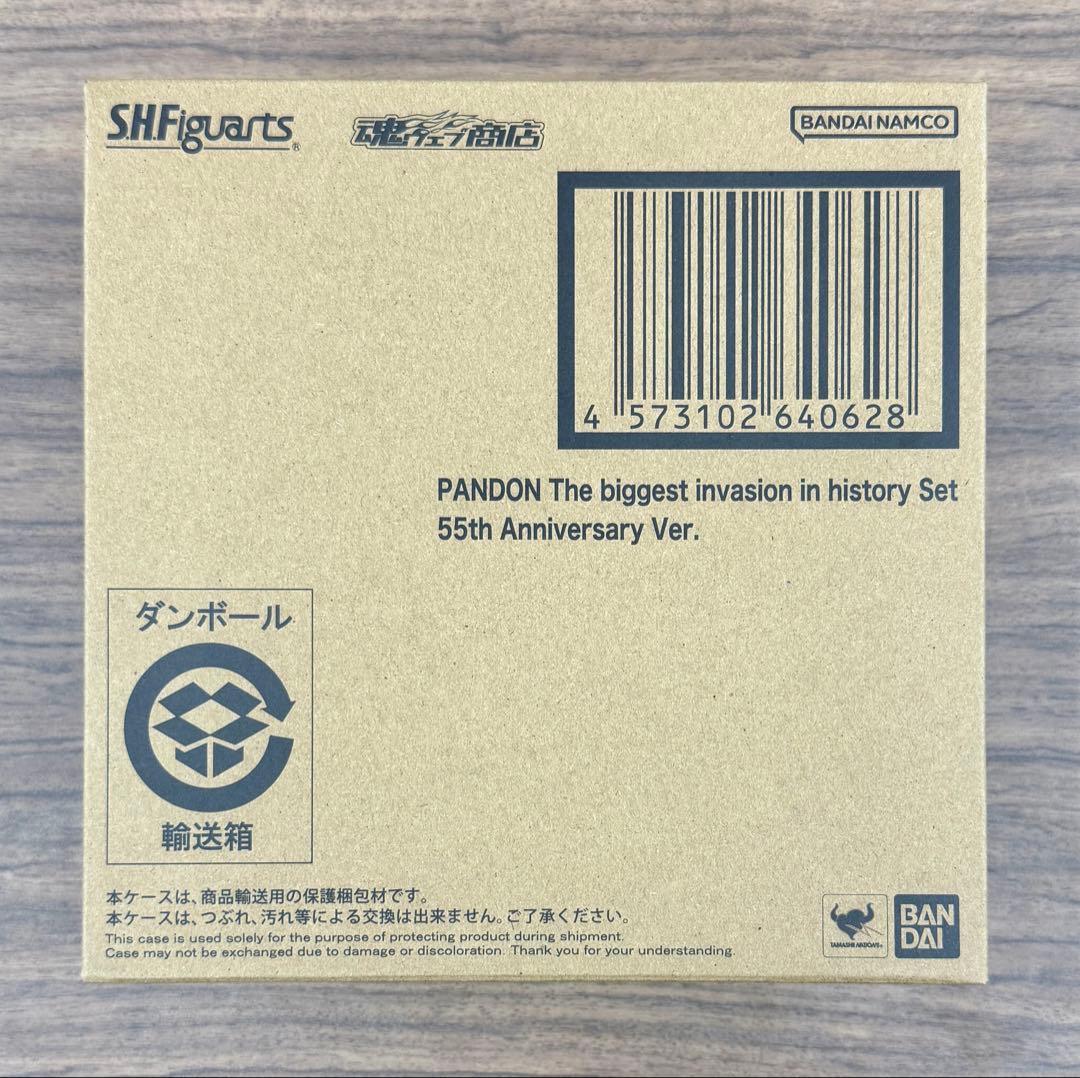 S.H.Figuarts®
魂ウェブ商店
BANDAI NAMCO
4 573102 640628
PANDON The biggest invasion in history Set
55th Anniversary Ver.
ダンボール
輸送箱
本ケースは、商品輸送用の保護梱包材です。
本ケースは、つぶれ、汚れ等による交換は出来ません。ご了承ください。
This case is used solely for the purpose of protecting product during shipment.
Case may not be exchanged due to damage or discoloration. Thank you for your understanding.
TAMASHII NATIONS®
BAN
DAI